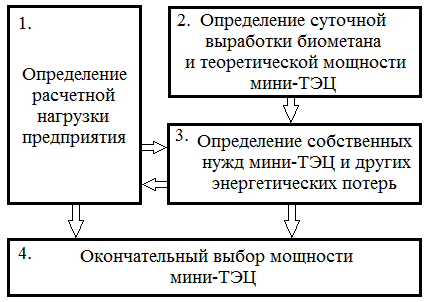 1.
Определение
расчетной
нагрузки
предприятия
2. Определение суточной
выработки биометана
и теоретической мощности
мини-ТЭЦ
3. Определение собственных
нужд мини-ТЭЦ и других
энергетических потерь
4. Окончательный выбор мощности
мини-ТЭЦ